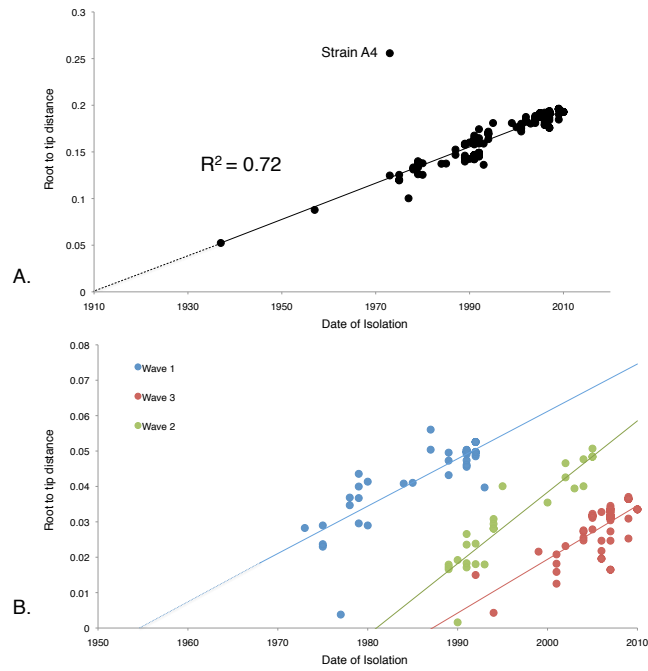 0.3
0.25
0.2
0.15
0.1
0.05
0
Root to tip distance
Strain A4
R² = 0.72
A.
1910 1930 1950 1970 1990 2010
Date of Isolation
0.08
0.07
0.06
0.05
0.04
0.03
0.02
0.01
0
Root to tip distance
Wave 1
Wave 3
Wave 2
B.
1950 1960 1970 1980 1990 2000 2010
Date of Isolation